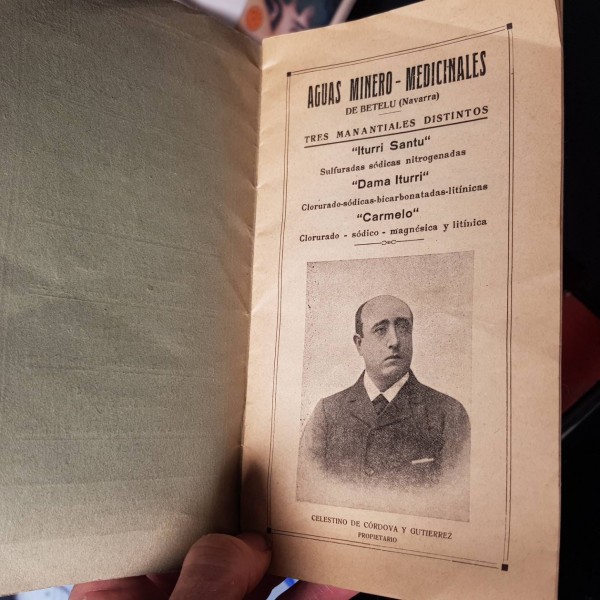 AGUAS MINERO - MEDICINALES
DE BETELU (Navarra)
TRES MANANTIALES DISTINTOS
"Iturri Santu"
Sulfuradas sódicas nitrogenadas
"Dama Iturri"
Clorurado-sódicas-bicarbonatadas-litínicas
"Carmelo"
Clorurado - sódico - magnésica y litínica
CELESTINO DE CÓRDOVA Y GUTIERREZ
PROPIETARIO